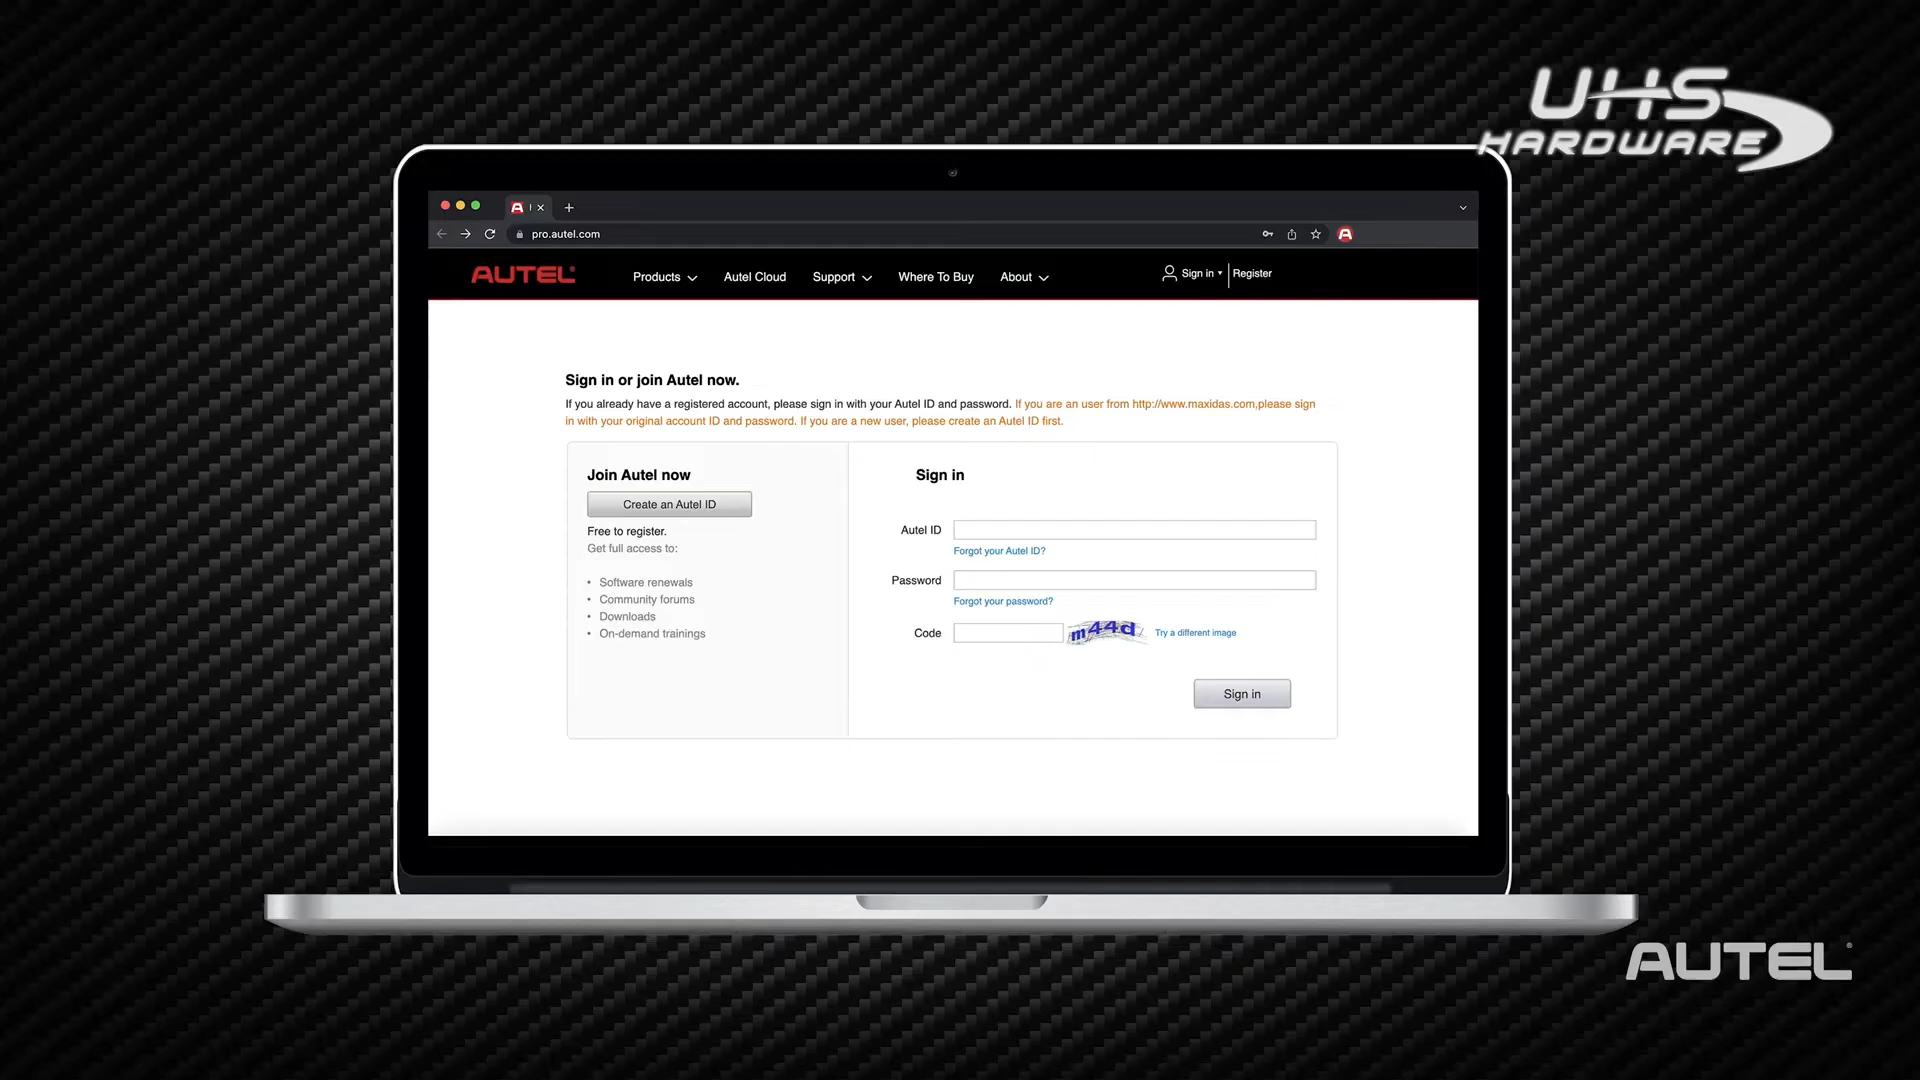 UHS
HARDWARE
pro.autel.com
AUTEL
Products
Autel Cloud
Support
Where To Buy
About
Sign in
Register
Sign in or join Autel now.
If you already have a registered account, please sign in with your Autel ID and password. If you are an user from http://www.maxidas.com,please sign
in with your original account ID and password. If you are a new user, please create an Autel ID first.
Join Autel now
Create an Autel ID
Free to register.
Get full access to:
• Software renewals
• Community forums
• Downloads
• On-demand trainings
Sign in
Autel ID
Forgot your Autel ID?
Password
Forgot your password?
Code
m44d
Try a different image
Sign in
AUTEL